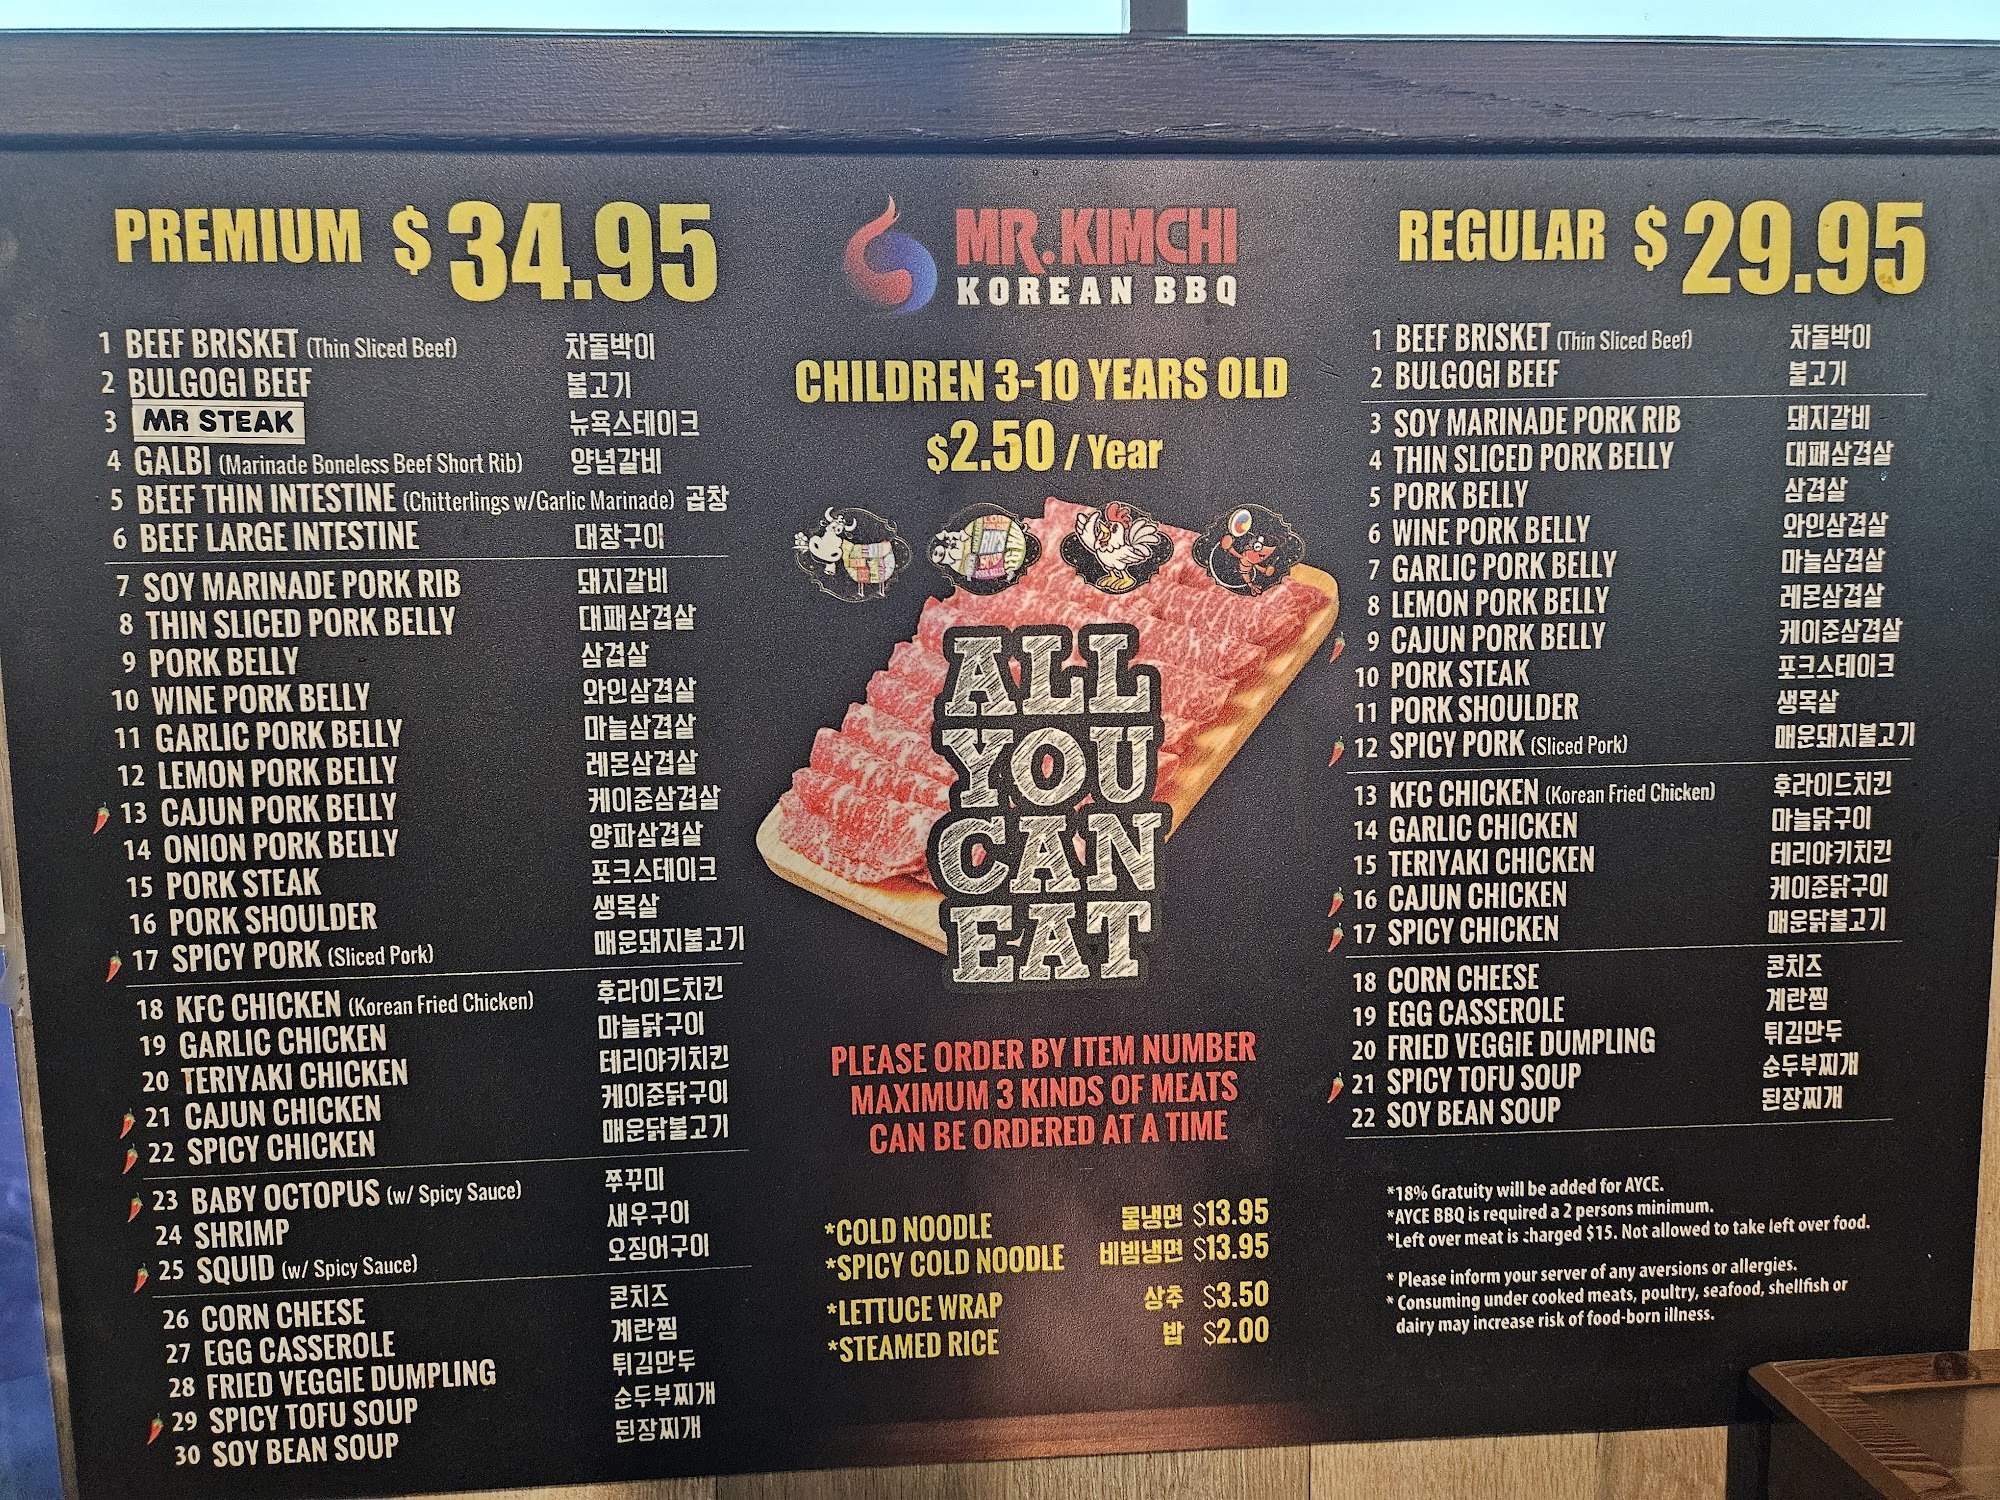 PREMIUM $34.95
1 BEEF BRISKET (Thin Sliced Beef) 차돌박이
2 BULGOGI BEEF 불고기
3 MR STEAK 뉴욕스테이크
4 GALBI (Marinade Boneless Beef Short Rib) 양념갈비
5 BEEF THIN INTESTINE (Chitterlings w/Garlic Marinade) 곱창
6 BEEF LARGE INTESTINE 대창구이
7 SOY MARINADE PORK RIB 돼지갈비
8 THIN SLICED PORK BELLY 대패삼겹살
9 PORK BELLY 삼겹살
10 WINE PORK BELLY 와인삼겹살
11 GARLIC PORK BELLY 마늘삼겹살
12 LEMON PORK BELLY 레몬삼겹살
13 CAJUN PORK BELLY 케이준삼겹살
14 ONION PORK BELLY 양파삼겹살
15 PORK STEAK 포크스테이크
16 PORK SHOULDER 생목살
17 SPICY PORK (Sliced Pork) 매운돼지불고기
18 KFC CHICKEN (Korean Fried Chicken) 후라이드치킨
19 GARLIC CHICKEN 마늘닭구이
20 TERIYAKI CHICKEN 테리야키치킨
21 CAJUN CHICKEN 케이준닭구이
22 SPICY CHICKEN 매운닭불고기
23 BABY OCTOPUS (w/ Spicy Sauce) 쭈꾸미
24 SHRIMP 새우구이
25 SQUID (w/ Spicy Sauce) 오징어구이
26 CORN CHEESE 콘치즈
27 EGG CASSEROLE 계란찜
28 FRIED VEGGIE DUMPLING 튀김만두
29 SPICY TOFU SOUP 순두부찌개
30 SOY BEAN SOUP 된장찌개
MR.KIMCHI
KOREAN BBQ
CHILDREN 3-10 YEARS OLD
$2.50 / Year
ALL
YOU
CAN
EAT
PLEASE ORDER BY ITEM NUMBER
MAXIMUM 3 KINDS OF MEATS
CAN BE ORDERED AT A TIME
*COLD NOODLE 물냉면 $13.95
*SPICY COLD NOODLE 비빔냉면 $13.95
*LETTUCE WRAP 상추 $3.50
*STEAMED RICE 밥 $2.00
REGULAR $29.95
1 BEEF BRISKET (Thin Sliced Beef) 차돌박이
2 BULGOGI BEEF 불고기
3 SOY MARINADE PORK RIB 돼지갈비
4 THIN SLICED PORK BELLY 대패삼겹살
5 PORK BELLY 삼겹살
6 WINE PORK BELLY 와인삼겹살
7 GARLIC PORK BELLY 마늘삼겹살
8 LEMON PORK BELLY 레몬삼겹살
9 CAJUN PORK BELLY 케이준삼겹살
10 PORK STEAK 포크스테이크
11 PORK SHOULDER 생목살
12 SPICY PORK (Sliced Pork) 매운돼지불고기
13 KFC CHICKEN (Korean Fried Chicken) 후라이드치킨
14 GARLIC CHICKEN 마늘닭구이
15 TERIYAKI CHICKEN 테리야키치킨
16 CAJUN CHICKEN 케이준닭구이
17 SPICY CHICKEN 매운닭불고기
18 CORN CHEESE 콘치즈
19 EGG CASSEROLE 계란찜
20 FRIED VEGGIE DUMPLING 튀김만두
21 SPICY TOFU SOUP 순두부찌개
22 SOY BEAN SOUP 된장찌개
*18% Gratuity will be added for AYCE.
*AYCE BBQ is required a 2 persons minimum.
*Left over meat is charged $15. Not allowed to take left over food.
* Please inform your server of any aversions or allergies.
* Consuming under cooked meats, poultry, seafood, shellfish or
dairy may increase risk of food-born illness.